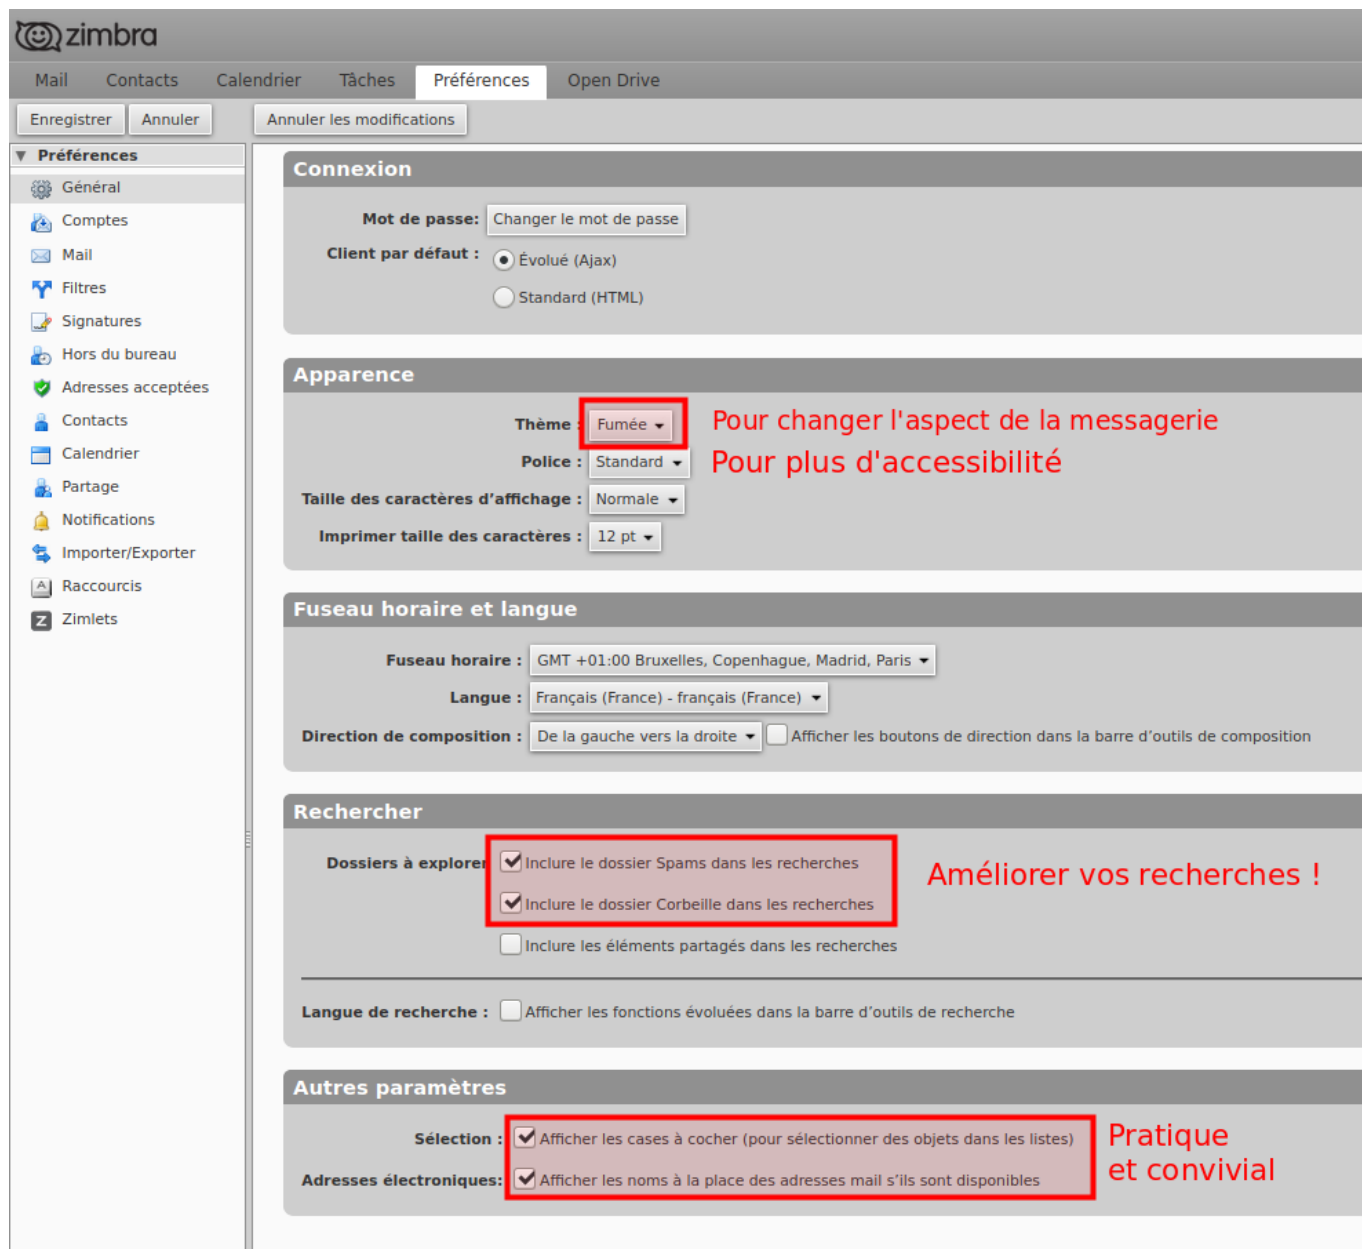 zimbra
Mail Contacts Calendrier Tâches Préférences Open Drive
Enregistrer Annuler Annuler les modifications
Préférences
Général
Comptes
Mail
Filtres
Signatures
Hors du bureau
Adresses acceptées
Contacts
Calendrier
Partage
Notifications
Importer/Exporter
Raccourcis
Zimlets
Connexion
Mot de passe: Changer le mot de passe
Client par défaut : Évolué (Ajax)
Standard (HTML)
Apparence
Thème : Fumée Pour changer l'aspect de la messagerie
Police : Standard Pour plus d'accessibilité
Taille des caractères d’affichage : Normale
Imprimer taille des caractères : 12 pt
Fuseau horaire et langue
Fuseau horaire : GMT +01:00 Bruxelles, Copenhague, Madrid, Paris
Langue : Français (France) - français (France)
Direction de composition : De la gauche vers la droite Afficher les boutons de direction dans la barre d’outils de composition
Rechercher
Dossiers à explorer Inclure le dossier Spams dans les recherches
Améliorer vos recherches !
Inclure le dossier Corbeille dans les recherches
Inclure les éléments partagés dans les recherches
Langue de recherche : Afficher les fonctions évoluées dans la barre d’outils de recherche
Autres paramètres
Sélection : Afficher les cases à cocher (pour sélectionner des objets dans les listes) Pratique
Adresses électroniques: Afficher les noms à la place des adresses mail s’ils sont disponibles et convivial